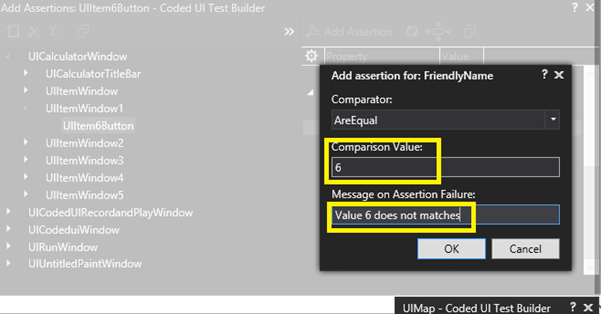 Add Assertions: UIItem6Button - Coded UI Test Builder ? ×
Add Assertion
UICalculatorWindow
UICalculatorTitleBar
UIItemWindow
UIItemWindow1
UIItem6Button
UIItemWindow2
UIItemWindow3
UIItemWindow4
UIItemWindow5
UICodedUIRecordandPlayWindow
UICodeduiWindow
UIRunWindow
UIUntitledPaintWindow
Property Value
Add assertion for: FriendlyName ? ×
Comparator:
AreEqual
Comparison Value:
6
Message on Assertion Failure:
Value 6 does not matches
OK Cancel
UIMap - Coded UI Test Builder ? ×